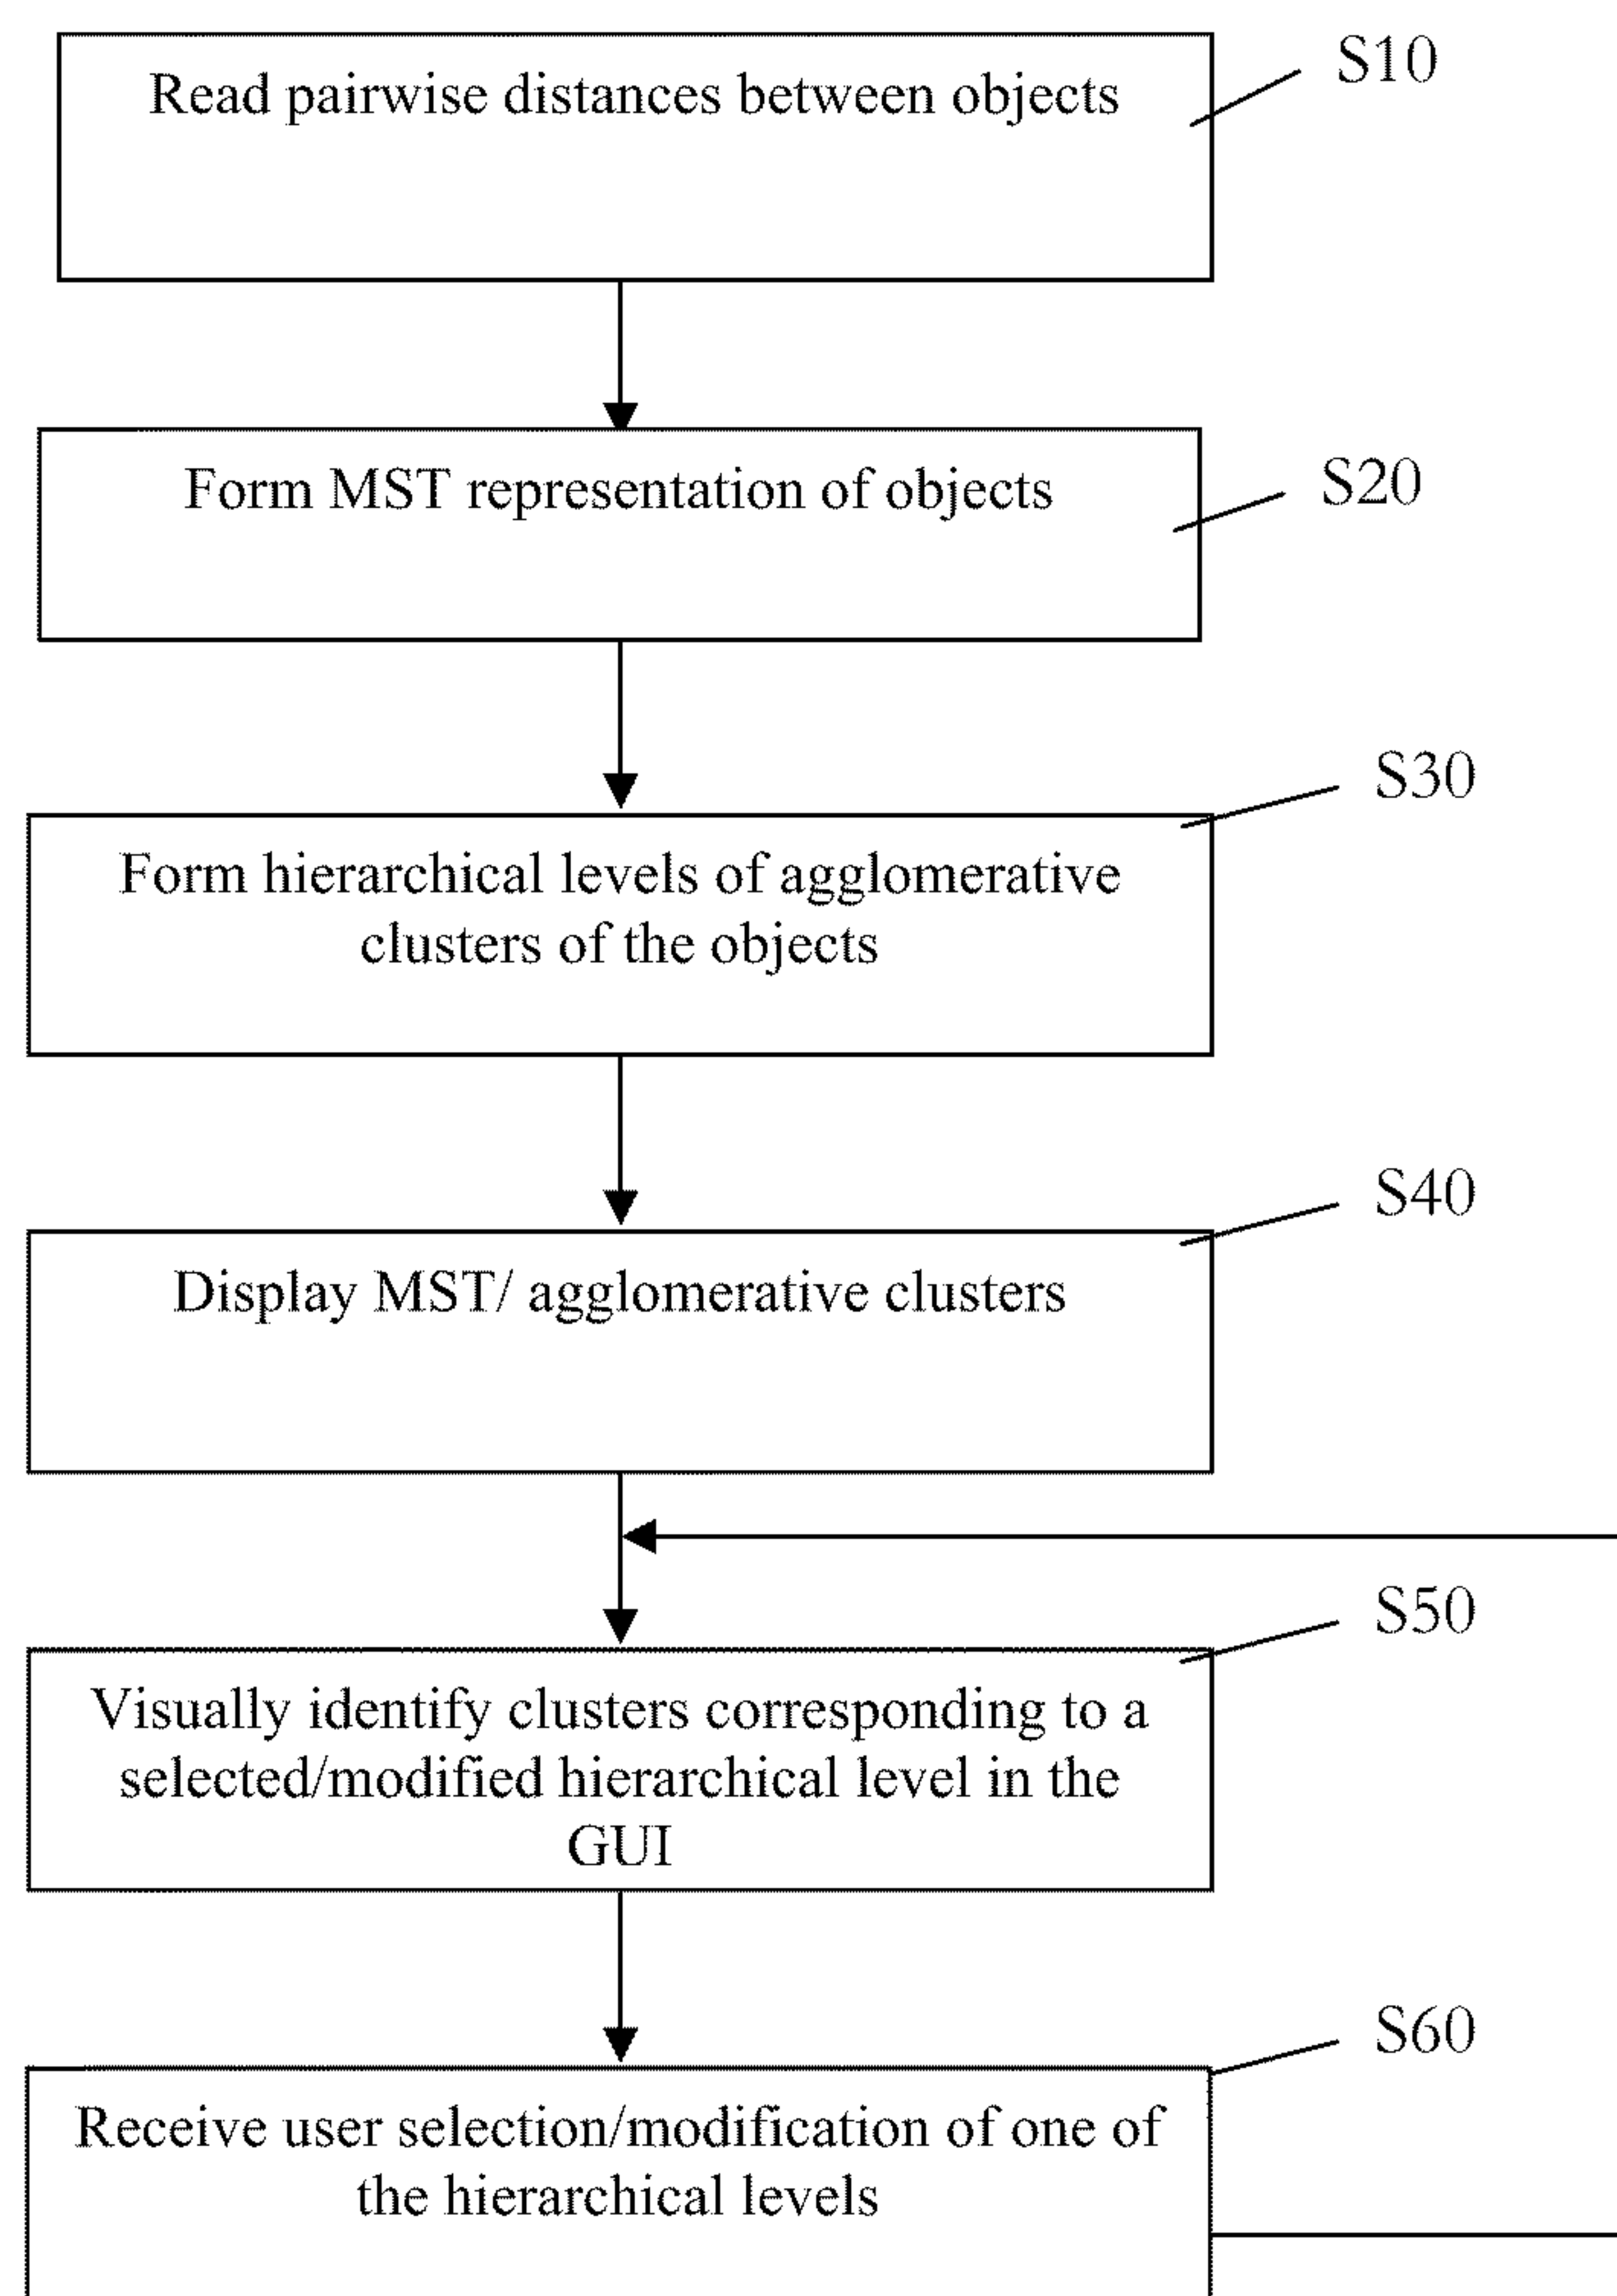 Read pairwise distances between objects
S10
Form MST representation of objects
S20
S30
Form hierarchical levels of agglomerative
clusters of the objects
S40
Display MST/ agglomerative clusters
S50
Visually identify clusters corresponding to a
selected/modified hierarchical level in the
GUI
S60
Receive user selection/modification of one of
the hierarchical levels